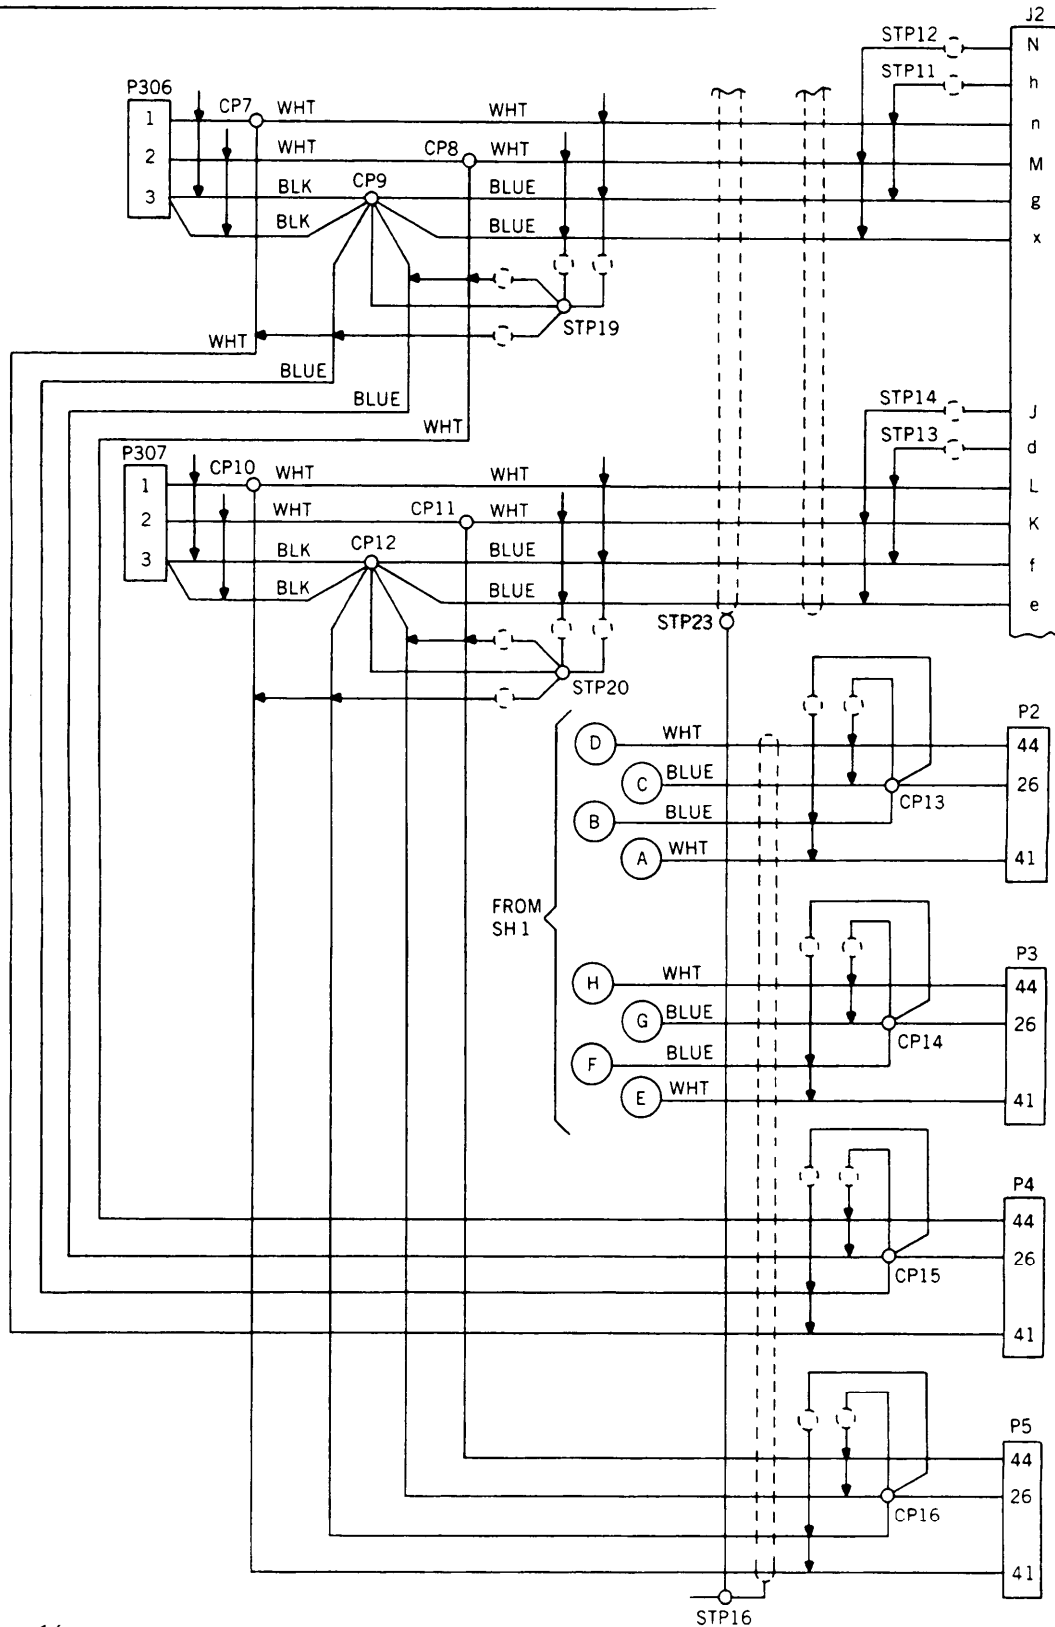 J2
STP12 N
STP11 h
P306
1 CP7 WHT WHT n
2 WHT CP8 WHT M
3 BLK CP9 BLUE g
BLK BLUE x
STP19
WHT
BLUE
BLUE
WHT
STP14 J
STP13 d
P307
1 CP10 WHT WHT L
2 WHT CP11 WHT K
3 BLK CP12 BLUE f
BLK BLUE e
STP23
STP20
P2
D WHT 44
C BLUE 26
CP13
B BLUE
A WHT 41
FROM
SH 1
P3
H WHT 44
G BLUE 26
CP14
F BLUE
E WHT 41
P4
44
26
CP15
41
P5
44
26
CP16
41
STP16